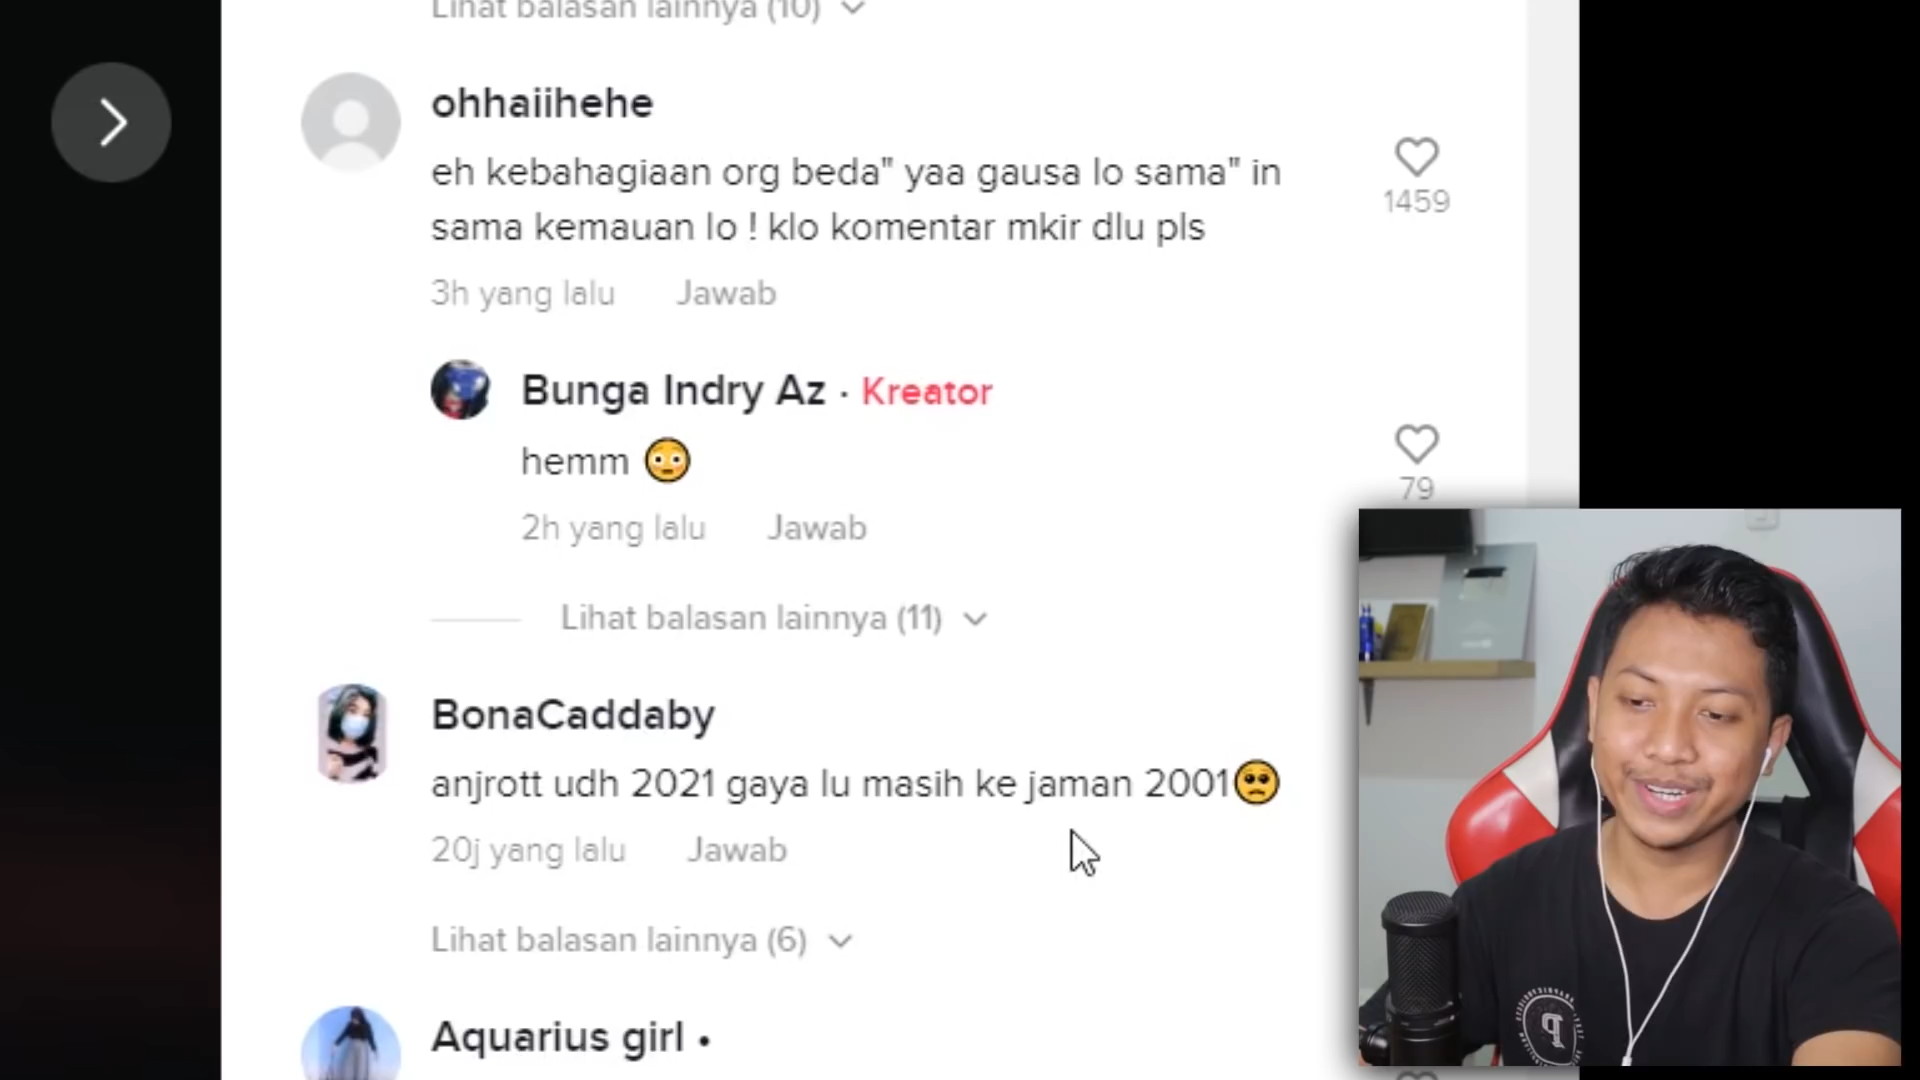 Lihat balasan lainnya (10)
ohhaiihehe
eh kebahagiaan org beda" yaa gausa lo sama" in
sama kemauan lo ! klo komentar mkir dlu pls
1459
3h yang lalu Jawab
Bunga Indry Az · Kreator
hemm 😳
79
2h yang lalu Jawab
Lihat balasan lainnya (11)
BonaCaddaby
anjrott udh 2021 gaya lu masih ke jaman 2001🥺
20j yang lalu Jawab
Lihat balasan lainnya (6)
Aquarius girl •